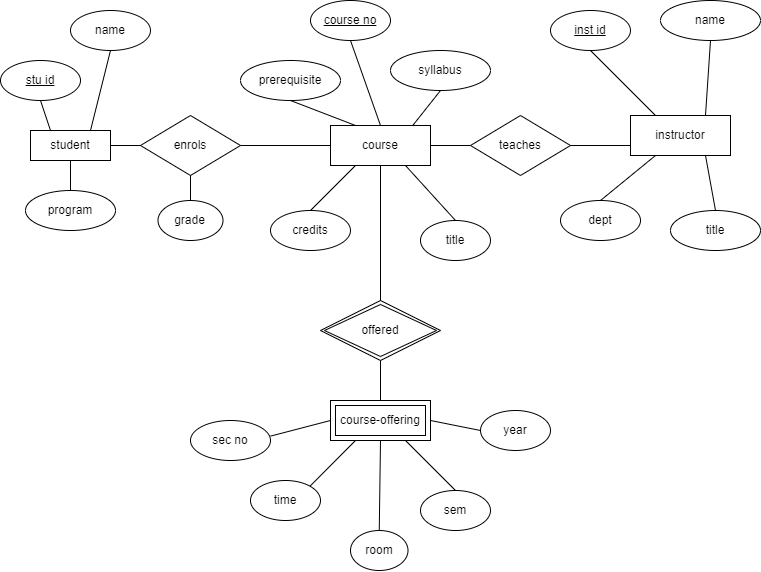 name
course no
inst id
name
stu id
prerequisite
syllabus
student
enrols
course
teaches
instructor
program
grade
credits
title
dept
title
offered
course-offering
sec no
year
time
sem
room